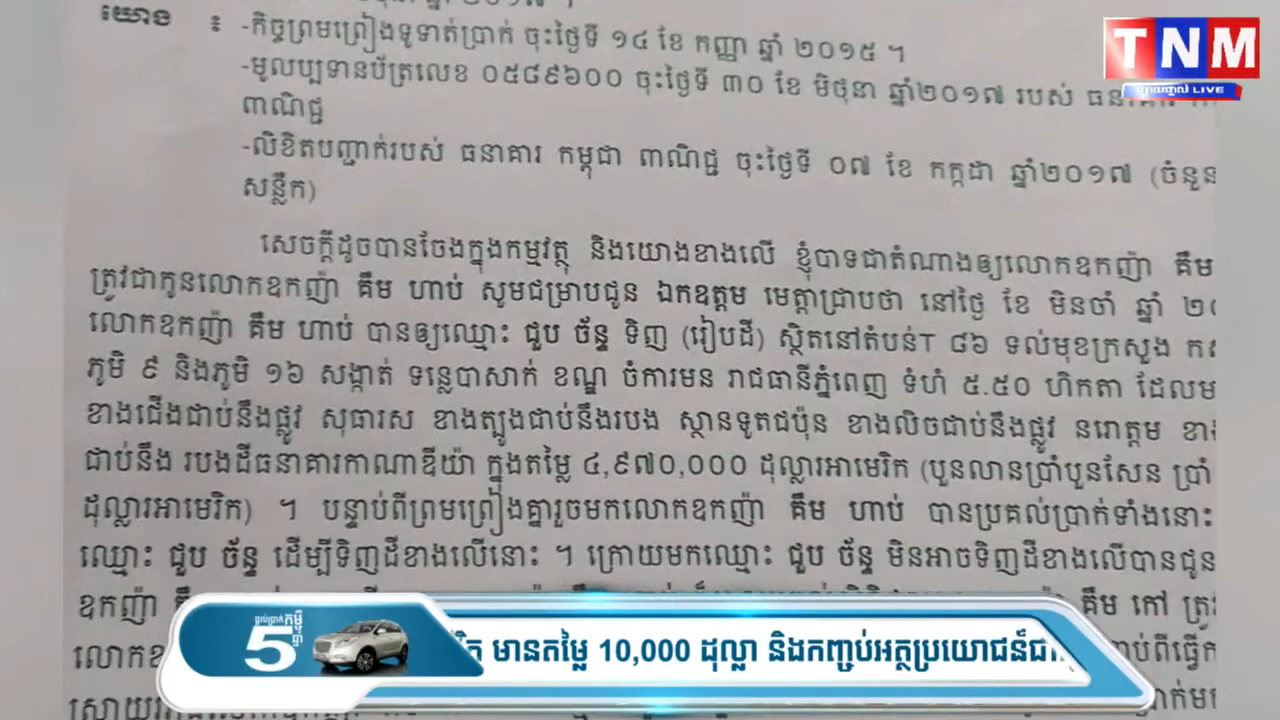 យោង ៖ -កិច្ចព្រមព្រៀងទូទាត់ប្រាក់ ចុះថ្ងៃទី ១៤ ខែ កញ្ញា ឆ្នាំ ២០១៥ ។
-មូលប្បទានប័ត្រលេខ ០៥៨៩៦០០ ចុះថ្ងៃទី ៣០ ខែ មិថុនា ឆ្នាំ២០១៧ របស់
ពាណិជ្ជ
-លិខិតបញ្ជាក់របស់ ធនាគារ កម្ពុជា ពាណិជ្ជ ចុះថ្ងៃទី ០៧ ខែ កក្កដា ឆ្នាំ២០១៧ (ចំនួន
សន្លឹក)
សេចក្ដីដូចបានចែងក្នុងកម្មវត្ថុ និងយោងខាងលើ ខ្ញុំបាទជាតំណាងឲ្យលោកឧកញ៉ា គឹម
ត្រូវជាកូនលោកឧកញ៉ា គឹម ហាប់ សូមជម្រាបជូន ឯកឧត្តម មេត្តាជ្រាបថា នៅថ្ងៃ ខែ មិនចាំ ឆ្នាំ
លោកឧកញ៉ា គឹម ហាប់ បានឲ្យឈ្មោះ ជួប ច័ន្ទ ទិញ (រៀបដី) ស្ថិតនៅតំបន់T ៨៦ ទល់មុខក្រសួង
ភូមិ ៩ និងភូមិ ១៦ សង្កាត់ ទន្លេបាសាក់ ខណ្ឌ ចំការមន រាជធានីភ្នំពេញ ទំហំ ៥.៥០ ហិកតា
ខាងជើងជាប់នឹងផ្លូវ សុធារស ខាងត្បូងជាប់នឹងរបង ស្ថានទូតជប៉ុន ខាងលិចជាប់នឹងផ្លូវ នរោត្តម
ជាប់នឹង របងដីធនាគារកាណាឌីយ៉ា ក្នុងតម្លៃ ៤,៩៧០,០០០ ដុល្លារអាមេរិក (បួនលានប្រាំបួនសែន ប្រាំ
ដុល្លារអាមេរិក) ។ បន្ទាប់ពីព្រមព្រៀងគ្នារួចមកលោកឧកញ៉ា គឹម ហាប់ បានប្រគល់ប្រាក់ទាំងនោះ
ឈ្មោះ ជួប ច័ន្ទ ដើម្បីទិញដីខាងលើនោះ ។ ក្រោយមកឈ្មោះ ជួប ច័ន្ទ មិនអាចទិញដីខាងលើបានជូន
ឧកញ៉ា គឹម កៅ ត្រូវ
TNM
ផ្សាយផ្ទាល់ LIVE
ផ្ដល់ប្រាក់កម្ចី
5 ឆ្នាំ
មានតម្លៃ 10,000 ដុល្លា និងកញ្ចប់អត្ថប្រយោជន៍